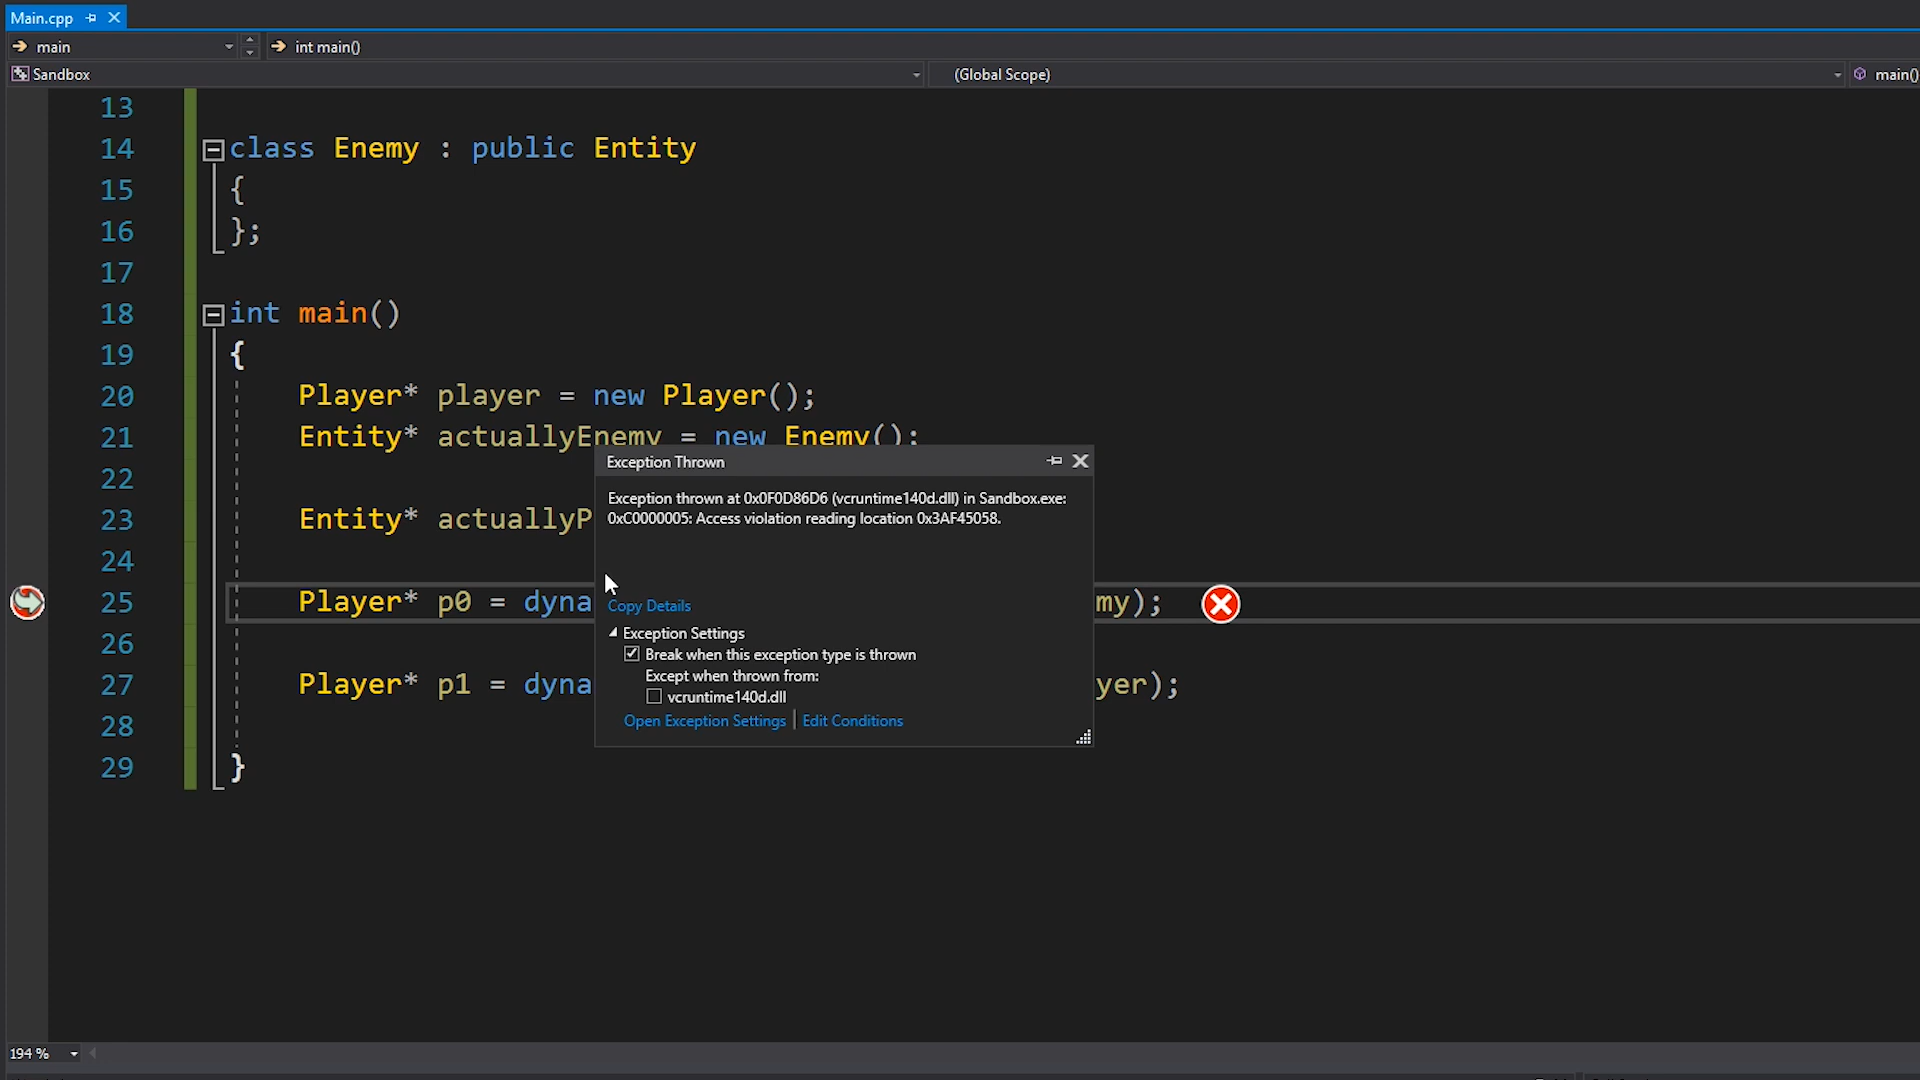 Main.cpp
main int main()
Sandbox (Global Scope) main()
13
14 class Enemy : public Entity
15 {
16 };
17
18 int main()
19 {
20 Player* player = new Player();
21 Entity* actuallyEnemy = new Enemy();
22
23 Entity* actuallyP
24
25 Player* p0 = dyna my);
26
27 Player* p1 = dyna yer);
28
29 }
Exception Thrown
Exception thrown at 0x0F0D86D6 (vcruntime140d.dll) in Sandbox.exe:
0xC0000005: Access violation reading location 0x3AF45058.
Copy Details
Exception Settings
Break when this exception type is thrown
Except when thrown from:
vcruntime140d.dll
Open Exception Settings | Edit Conditions
194 %